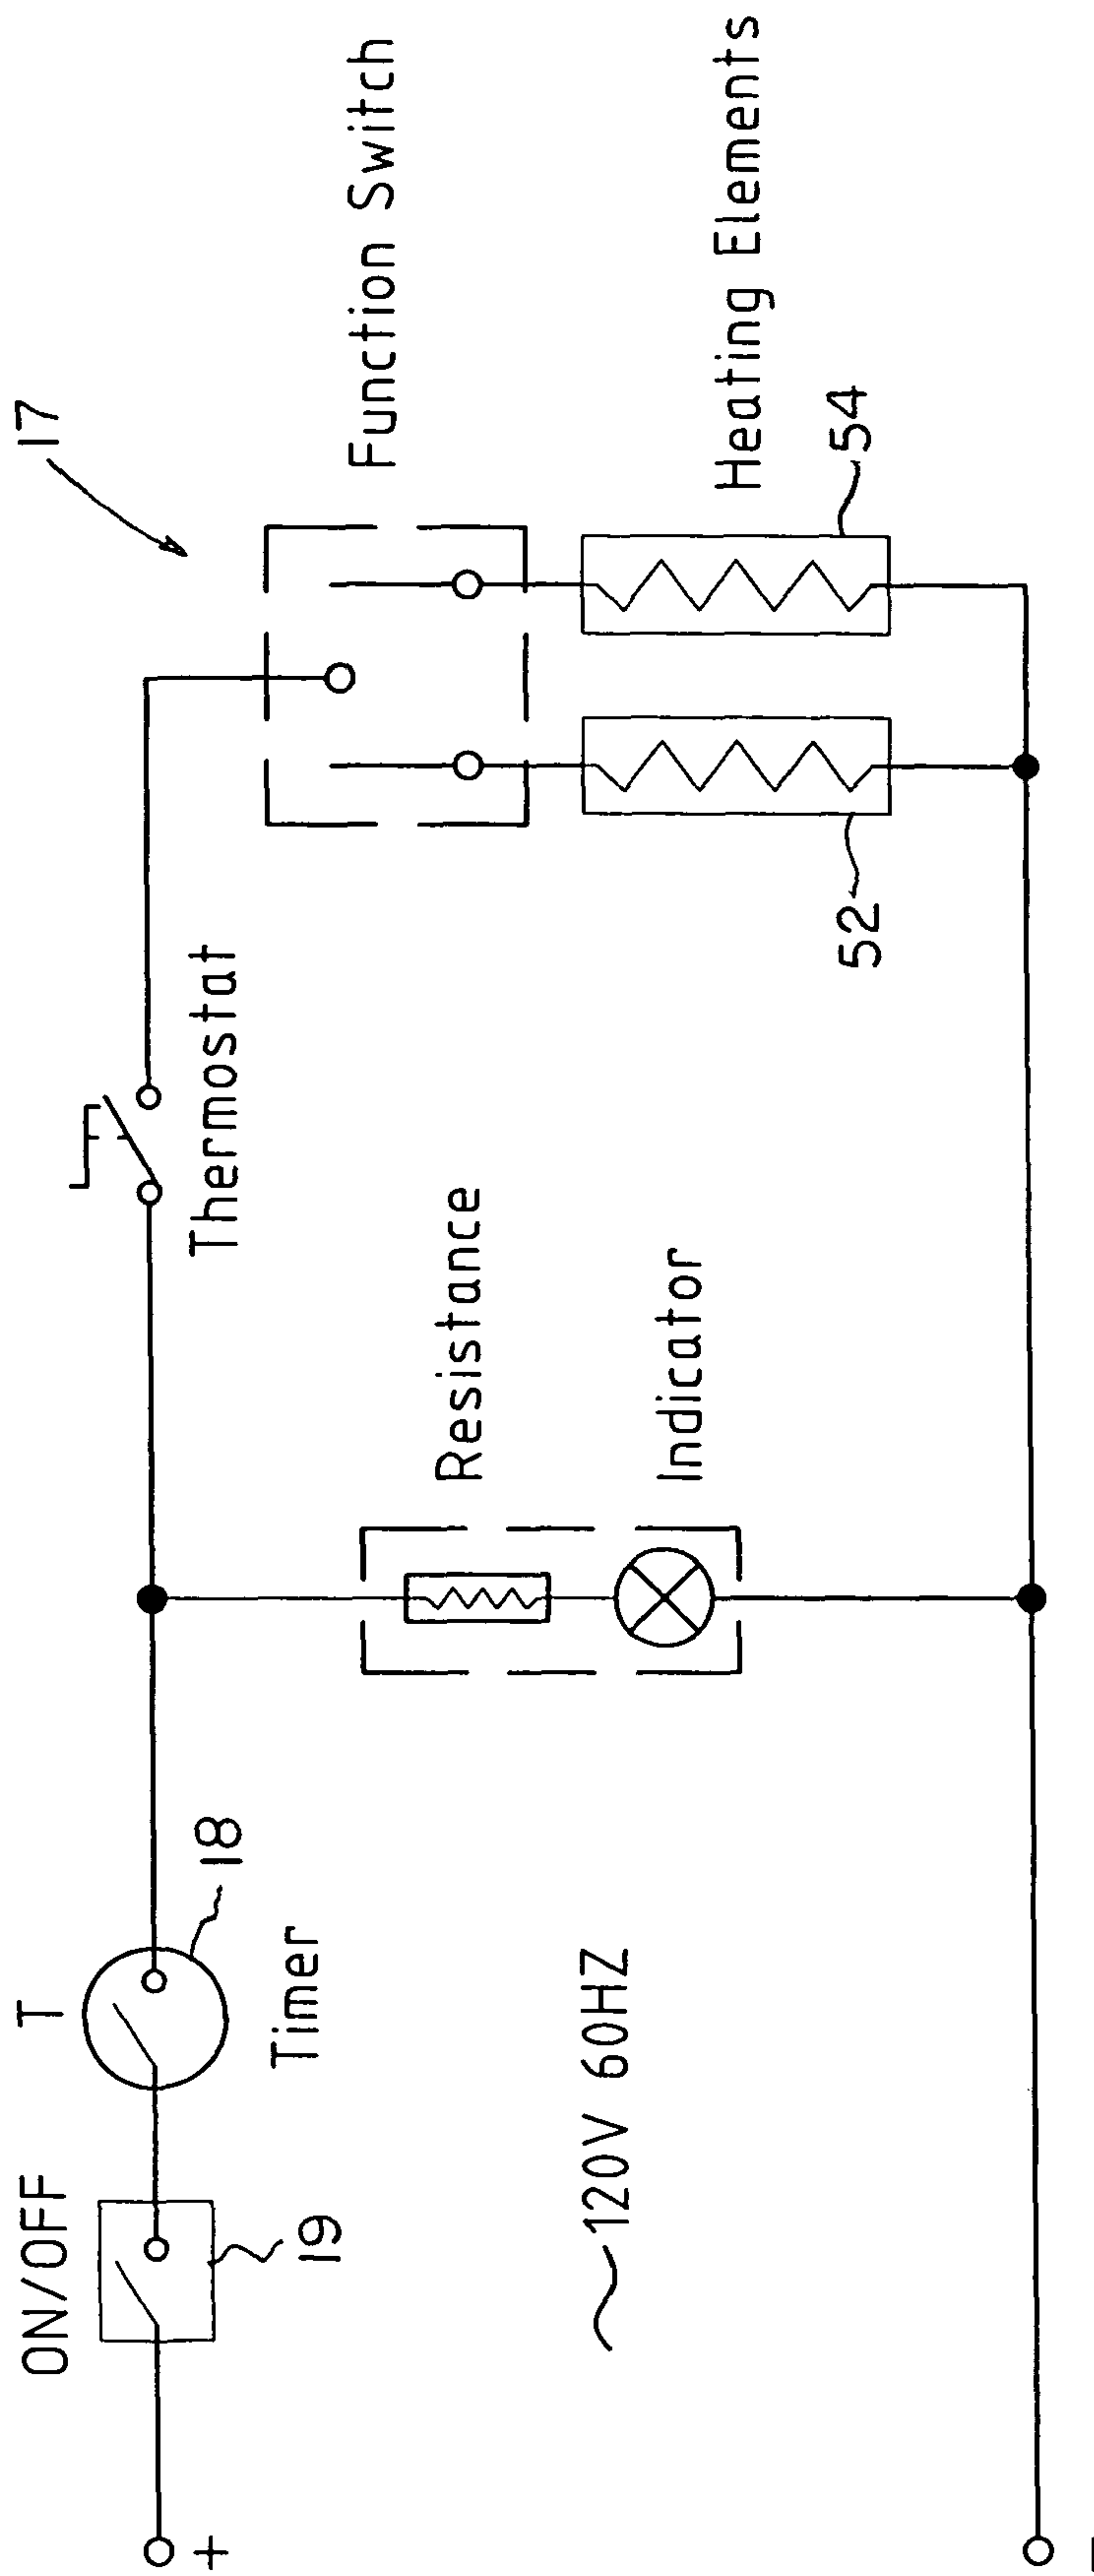 17
Function Switch
Heating Elements
54
52
Thermostat
Resistance
Indicator
T
18
Timer
ON/OFF
19
120V 60HZ
+
-